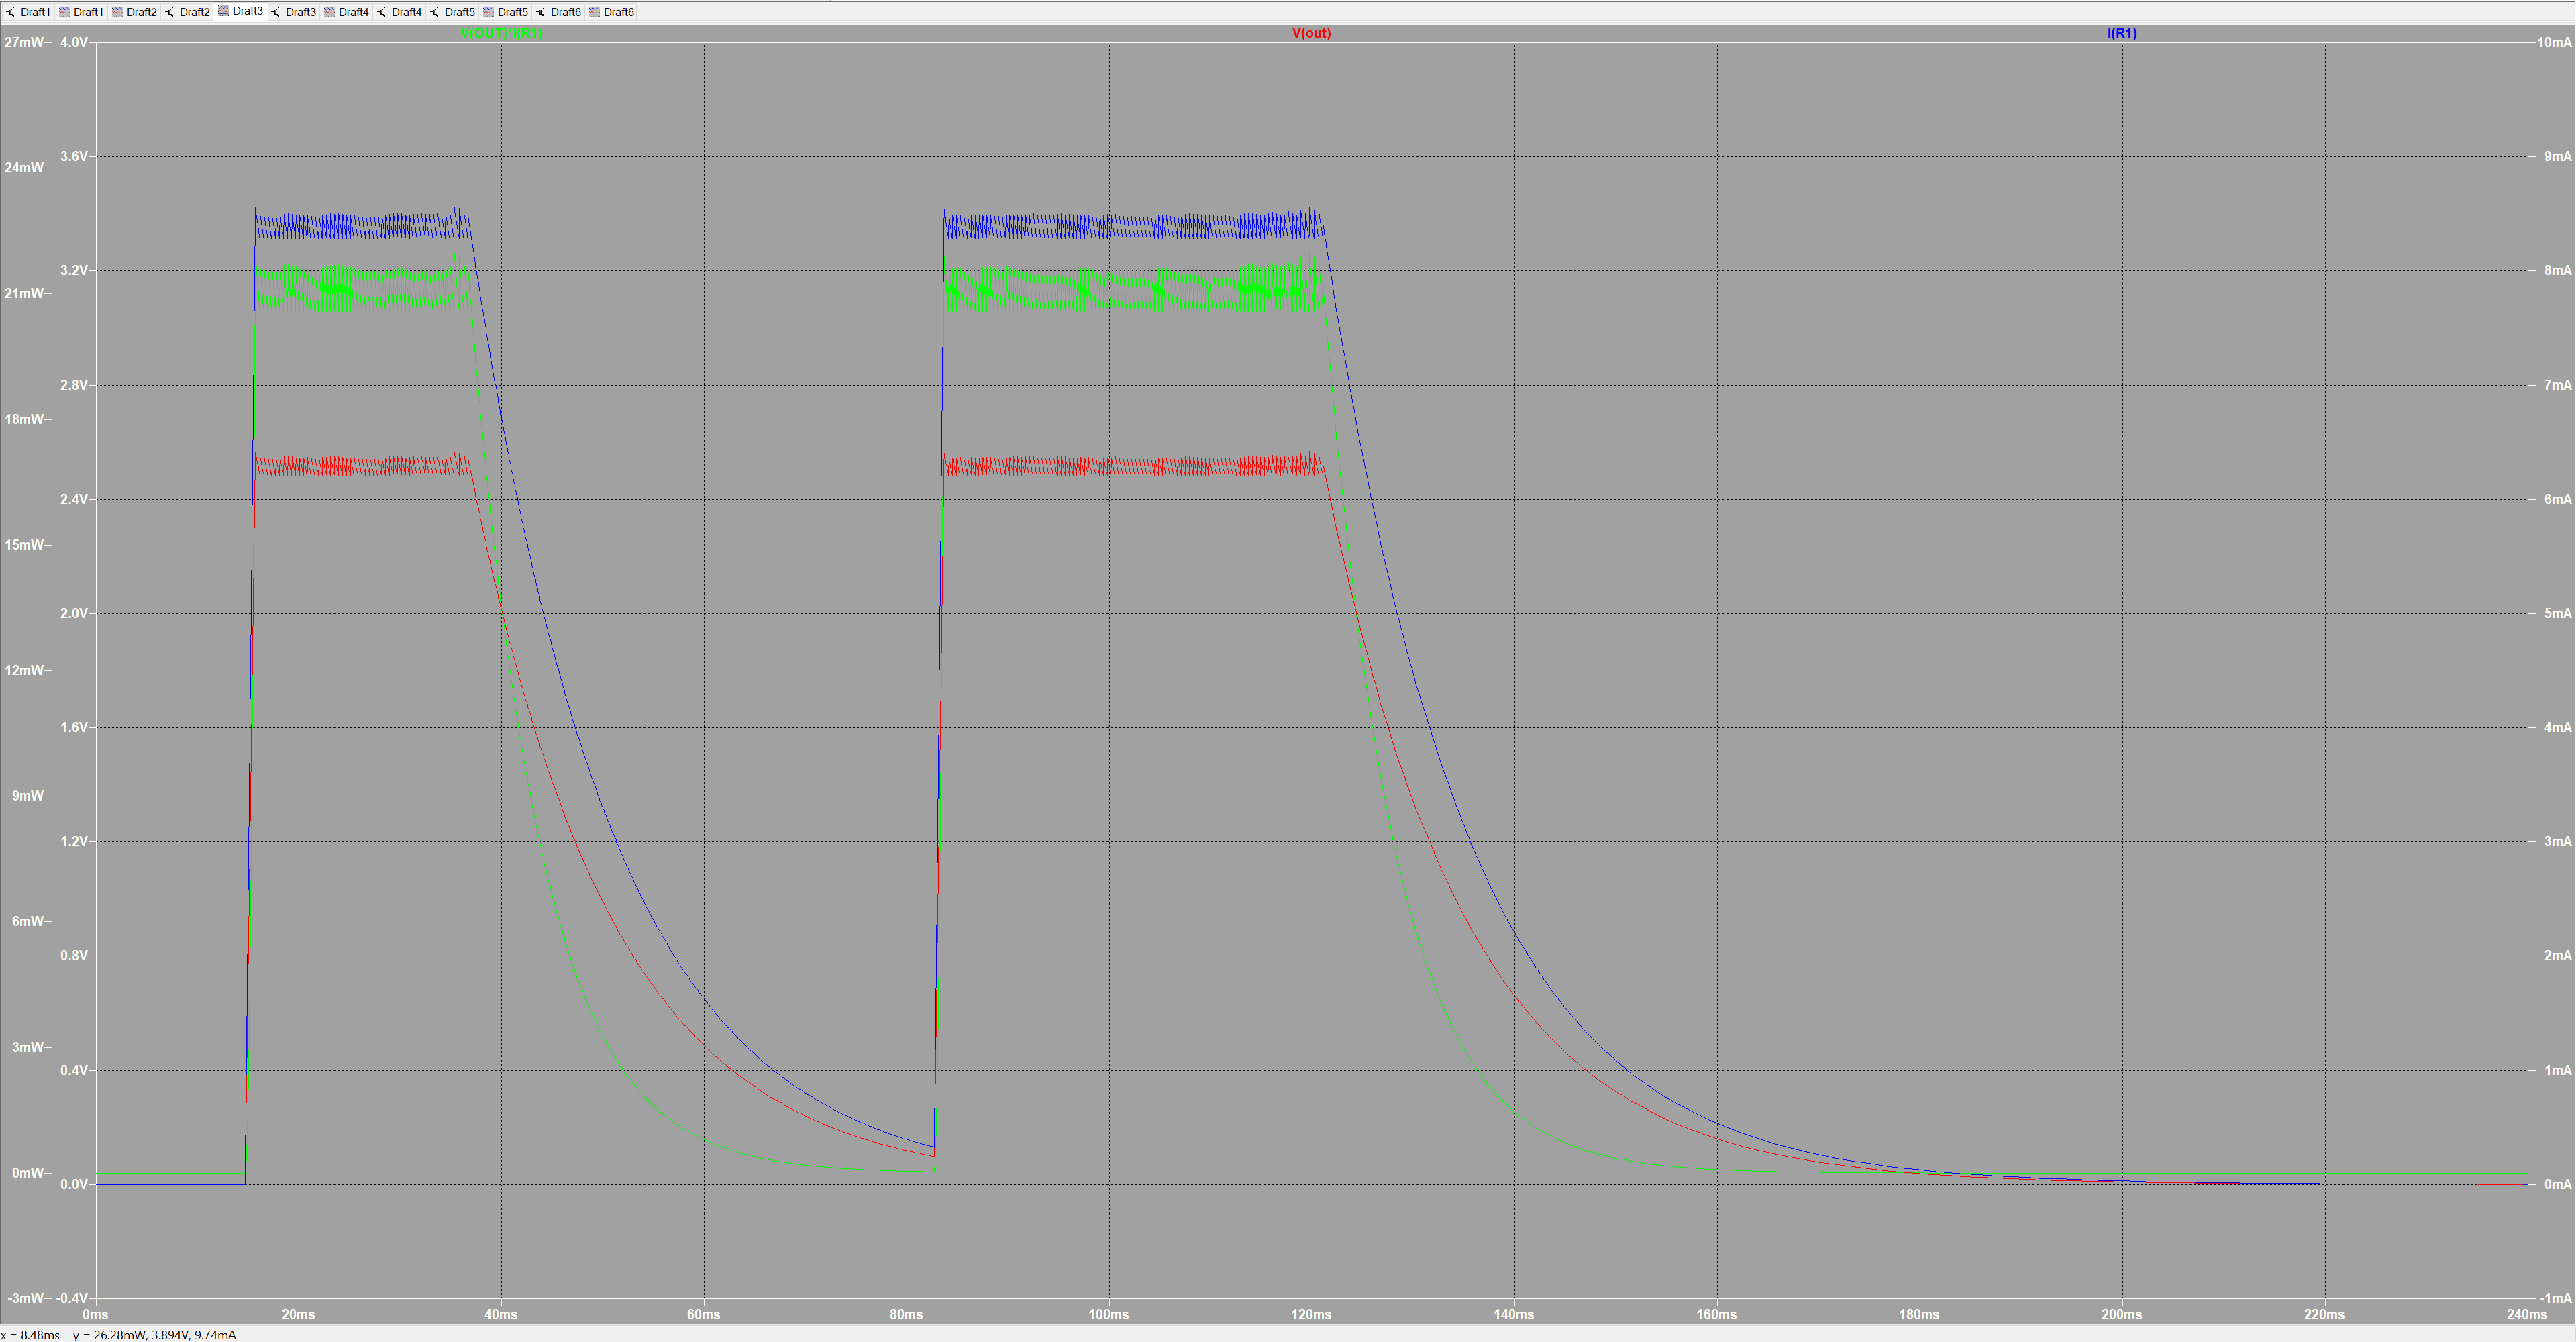 Draft1 Draft1 Draft2 Draft2 Draft3 Draft3 Draft4 Draft4 Draft5 Draft5 Draft6 Draft6
V(OUT)*I(R1) V(out) I(R1)
27mW 4.0V 10mA
3.6V 9mA
24mW
3.2V 8mA
21mW
2.8V 7mA
18mW
2.4V 6mA
15mW
2.0V 5mA
12mW
1.6V 4mA
9mW
1.2V 3mA
6mW
0.8V 2mA
3mW
0.4V 1mA
0mW
0.0V 0mA
-3mW -0.4V -1mA
0ms 20ms 40ms 60ms 80ms 100ms 120ms 140ms 160ms 180ms 200ms 220ms 240ms
x = 8.48ms y = 26.28mW, 3.894V, 9.74mA